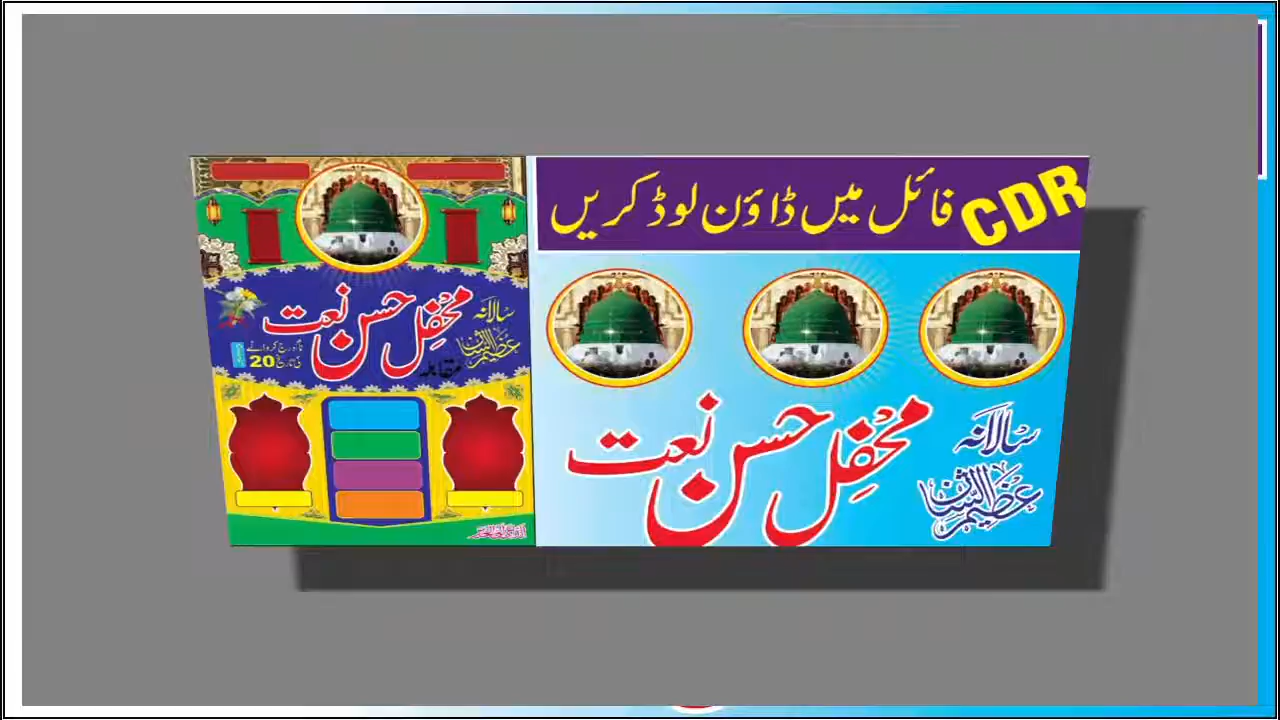 CDR فائل میں ڈاؤن لوڈ کریں
سالانہ
عظیم الشان
محفل حسن نعت
سالانہ
عظیم الشان
محفلِ حسن نعت
مقابلہ
20